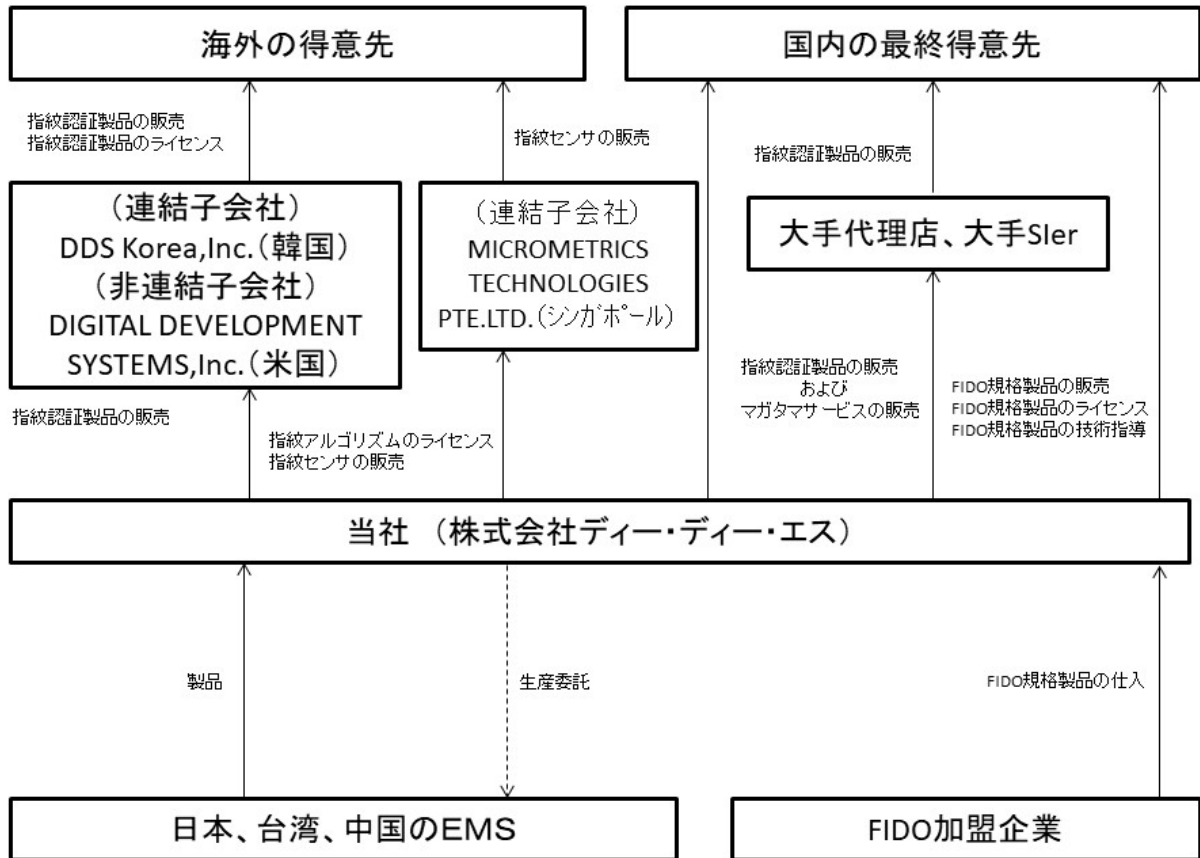 海外の得意先
国内の最終得意先
指紋認証製品の販売
指紋認証製品のライセンス
指紋センサの販売
指紋認証製品の販売
(連結子会社)
DDS Korea,Inc.(韓国)
(非連結子会社)
DIGITAL DEVELOPMENT
SYSTEMS,Inc.(米国)
(連結子会社)
MICROMETRICS
TECHNOLOGIES
PTE.LTD.(シンガポール)
大手代理店、大手SIer
指紋認証製品の販売
指紋アルゴリズムのライセンス
指紋センサの販売
指紋認証製品の販売
および
マガタマサービスの販売
FIDO規格製品の販売
FIDO規格製品のライセンス
FIDO規格製品の技術指導
当社 (株式会社ディー・ディー・エス)
製品
生産委託
FIDO規格製品の仕入
日本、台湾、中国のEMS
FIDO加盟企業